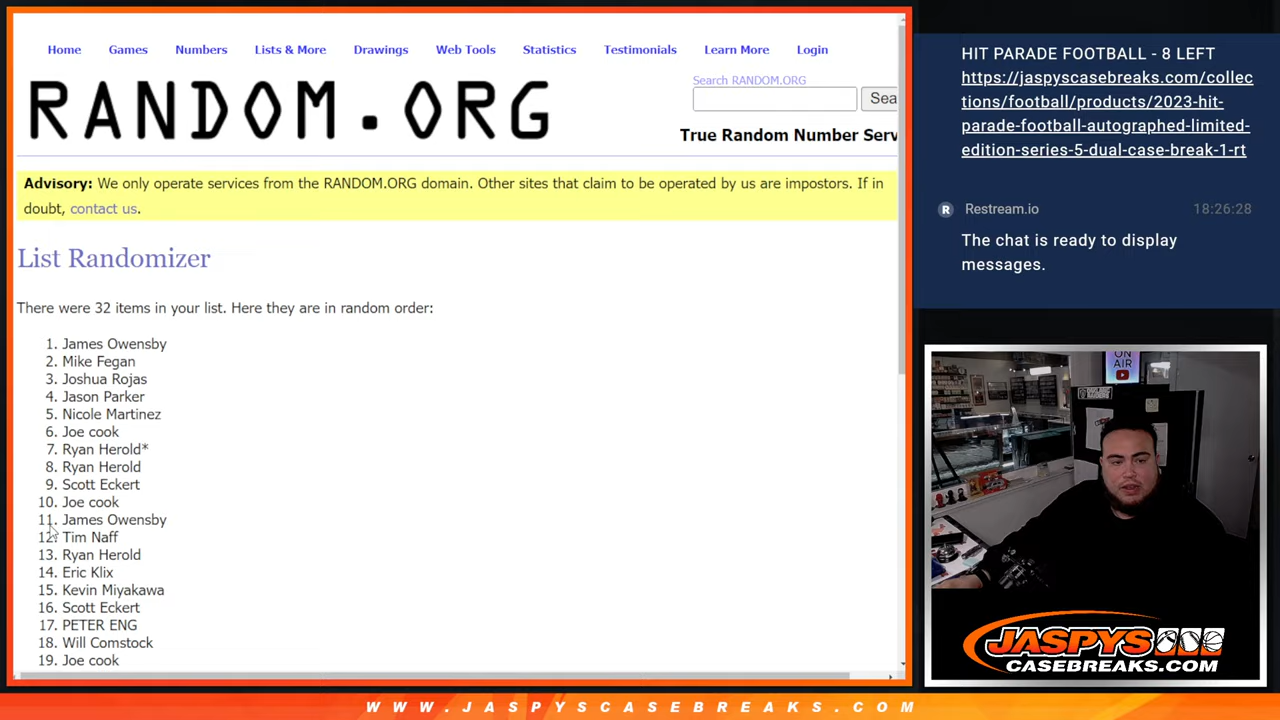 Home Games Numbers Lists & More Drawings Web Tools Statistics Testimonials Learn More Login
RANDOM.ORG
Search RANDOM.ORG
Sea
True Random Number Serv
Advisory: We only operate services from the RANDOM.ORG domain. Other sites that claim to be operated by us are impostors. If in
doubt, contact us.
List Randomizer
There were 32 items in your list. Here they are in random order:
1. James Owensby
2. Mike Fegan
3. Joshua Rojas
4. Jason Parker
5. Nicole Martinez
6. Joe cook
7. Ryan Herold*
8. Ryan Herold
9. Scott Eckert
10. Joe cook
11. James Owensby
12. Tim Naff
13. Ryan Herold
14. Eric Klix
15. Kevin Miyakawa
16. Scott Eckert
17. PETER ENG
18. Will Comstock
19. Joe cook
HIT PARADE FOOTBALL - 8 LEFT
https://jaspyscasebreaks.com/collec
tions/football/products/2023-hit-
parade-football-autographed-limited-
edition-series-5-dual-case-break-1-rt
R Restream.io 18:26:28
The chat is ready to display
messages.
ON
AIR
JASPYS
CASEBREAKS.COM
WWW.JASPYSCASEBREAKS.COM